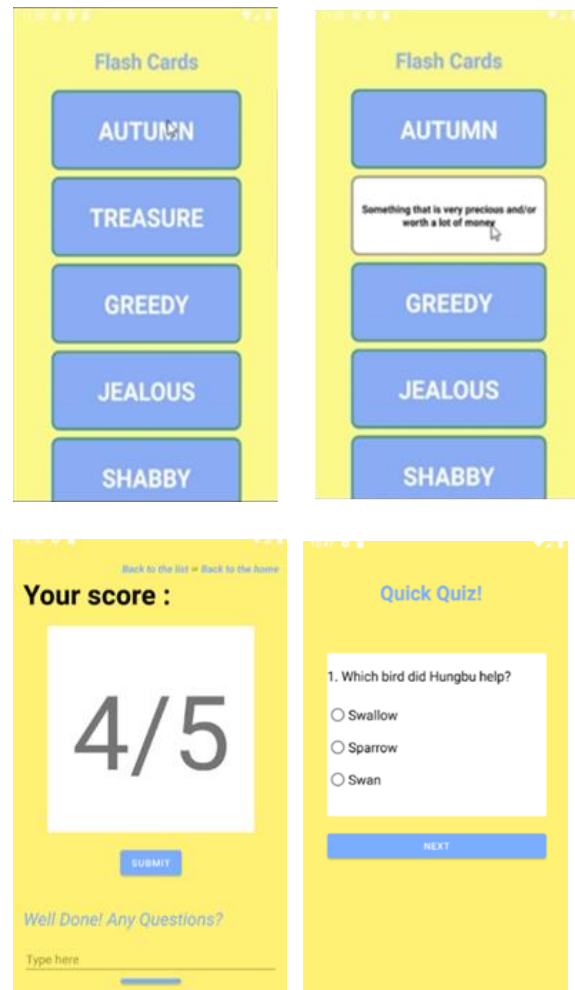 Flash Cards
AUTUMN
TREASURE
GREEDY
JEALOUS
SHABBY
Flash Cards
AUTUMN
Something that is very precious and/or
worth a lot of money
GREEDY
JEALOUS
SHABBY
Back to the list Back to the home
Your score :
4/5
SUBMIT
Well Done! Any Questions?
Type here
Quick Quiz!
1. Which bird did Hungbu help?
Swallow
Sparrow
Swan
NEXT